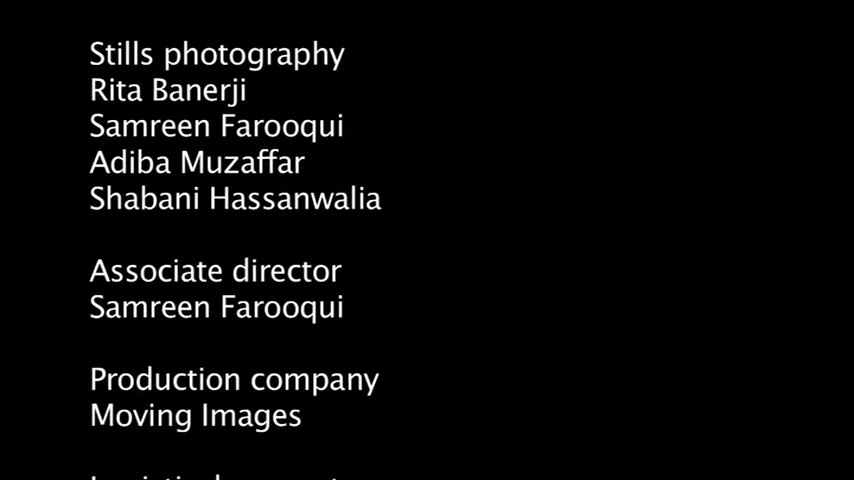 Stills photography
Rita Banerji
Samreen Farooqui
Adiba Muzaffar
Shabani Hassanwalia
Associate director
Samreen Farooqui
Production company
Moving Images